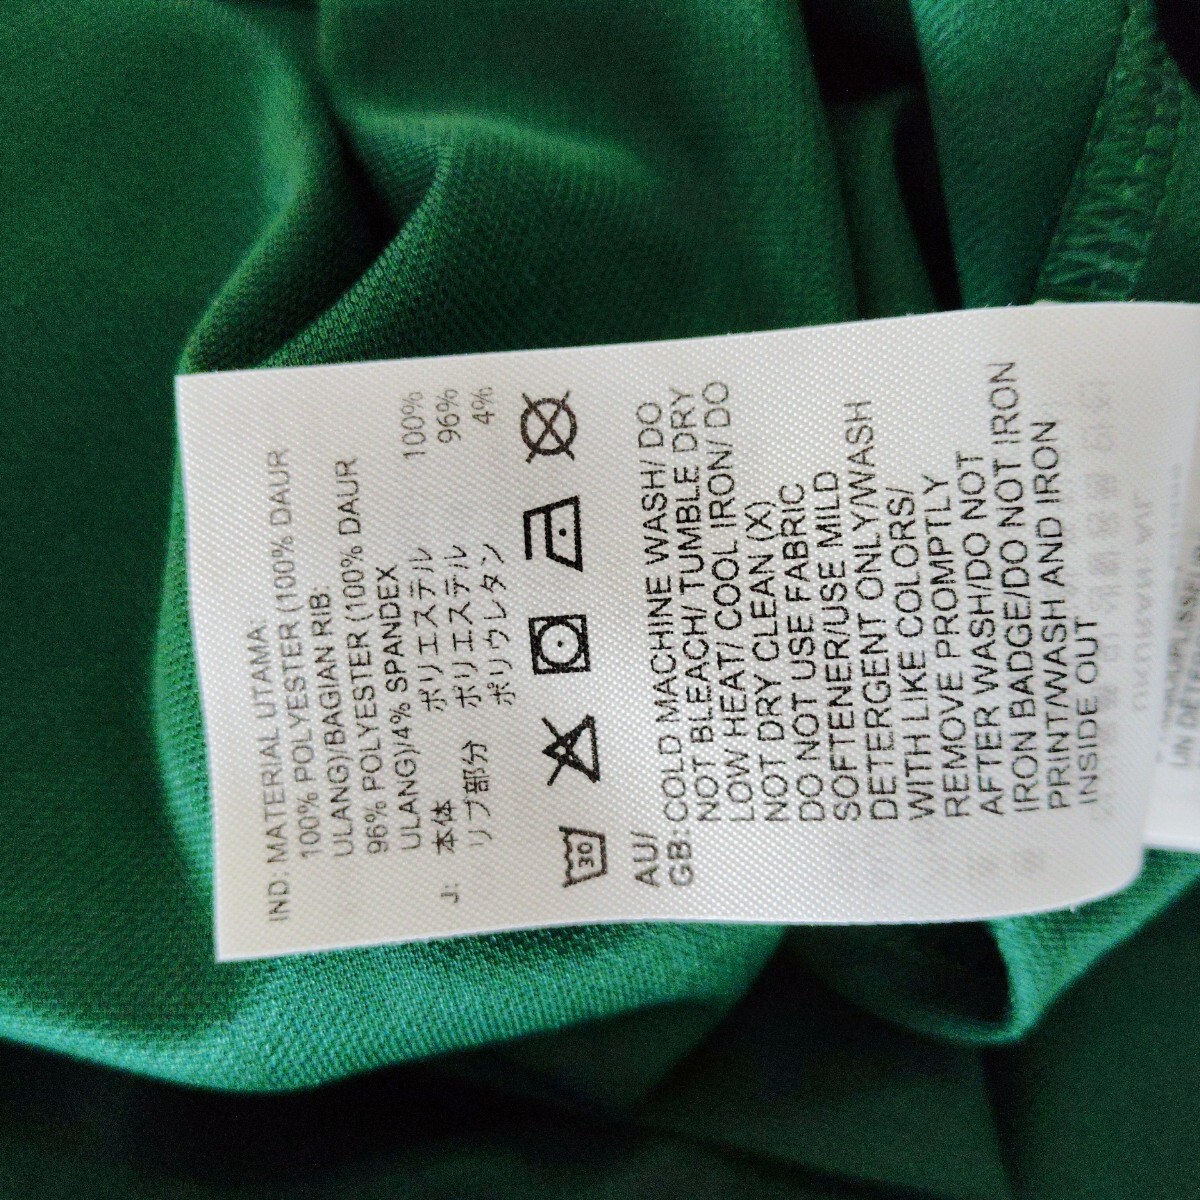 IND: MATERIAL UTAMA
100% POLYESTER (100% DAUR
ULANG)/BAGIAN RIB:
96% POLYESTER (100% DAUR
ULANG)/4% SPANDEX
J: 本体 ポリエステル 100%
リブ部分 ポリエステル 96%
ポリウレタン 4%
30
AU/
GB: COLD MACHINE WASH/ DO
NOT BLEACH/ TUMBLE DRY
LOW HEAT/ COOL IRON/ DO
NOT DRY CLEAN (X)
DO NOT USE FABRIC
SOFTENER/USE MILD
DETERGENT ONLY/WASH
WITH LIKE COLORS/
REMOVE PROMPTLY
AFTER WASH/DO NOT
IRON BADGE/DO NOT IRON
PRINT/WASH AND IRON
INSIDE OUT